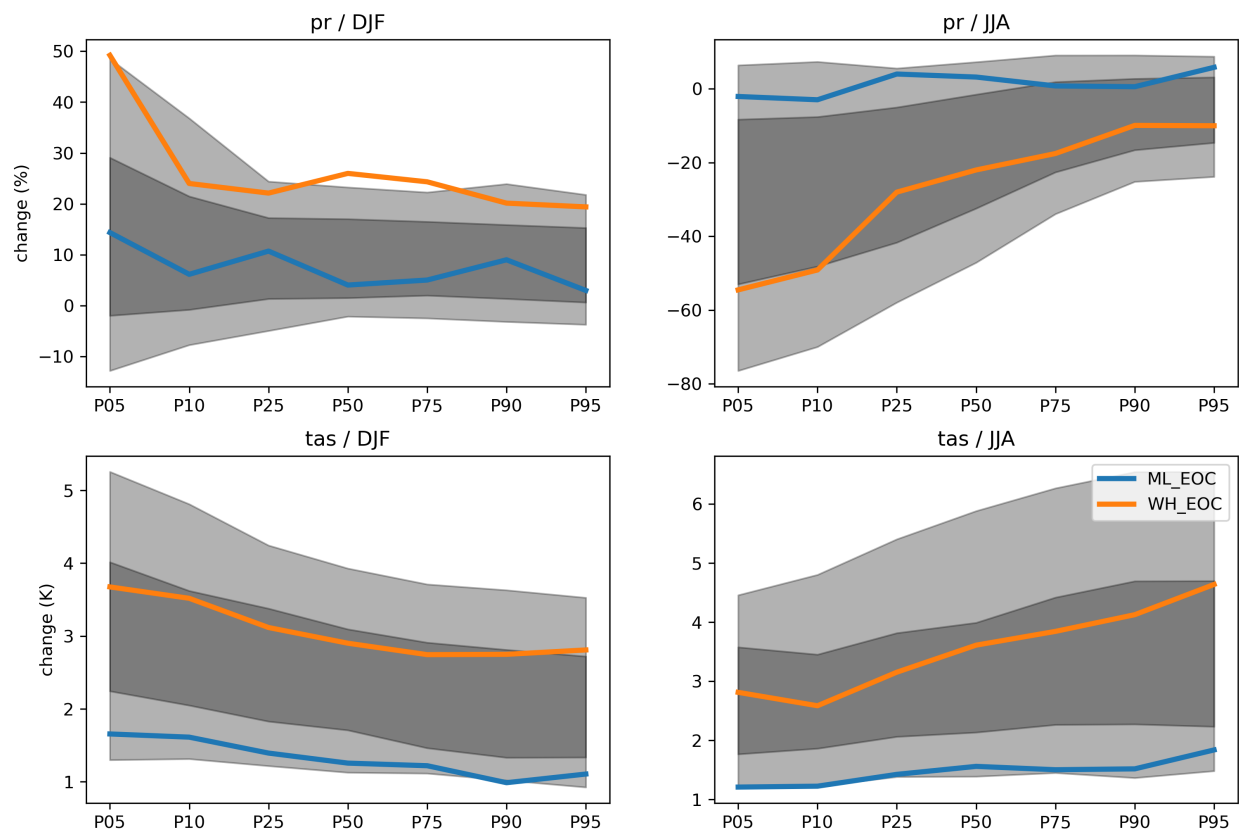 pr / DJF
change (%)
50
40
30
20
10
0
−10
P05 P10 P25 P50 P75 P90 P95
pr / JJA
0
−20
−40
−60
−80
P05 P10 P25 P50 P75 P90 P95
tas / DJF
change (K)
5
4
3
2
1
P05 P10 P25 P50 P75 P90 P95
tas / JJA
ML_EOC
WH_EOC
6
5
4
3
2
1
P05 P10 P25 P50 P75 P90 P95